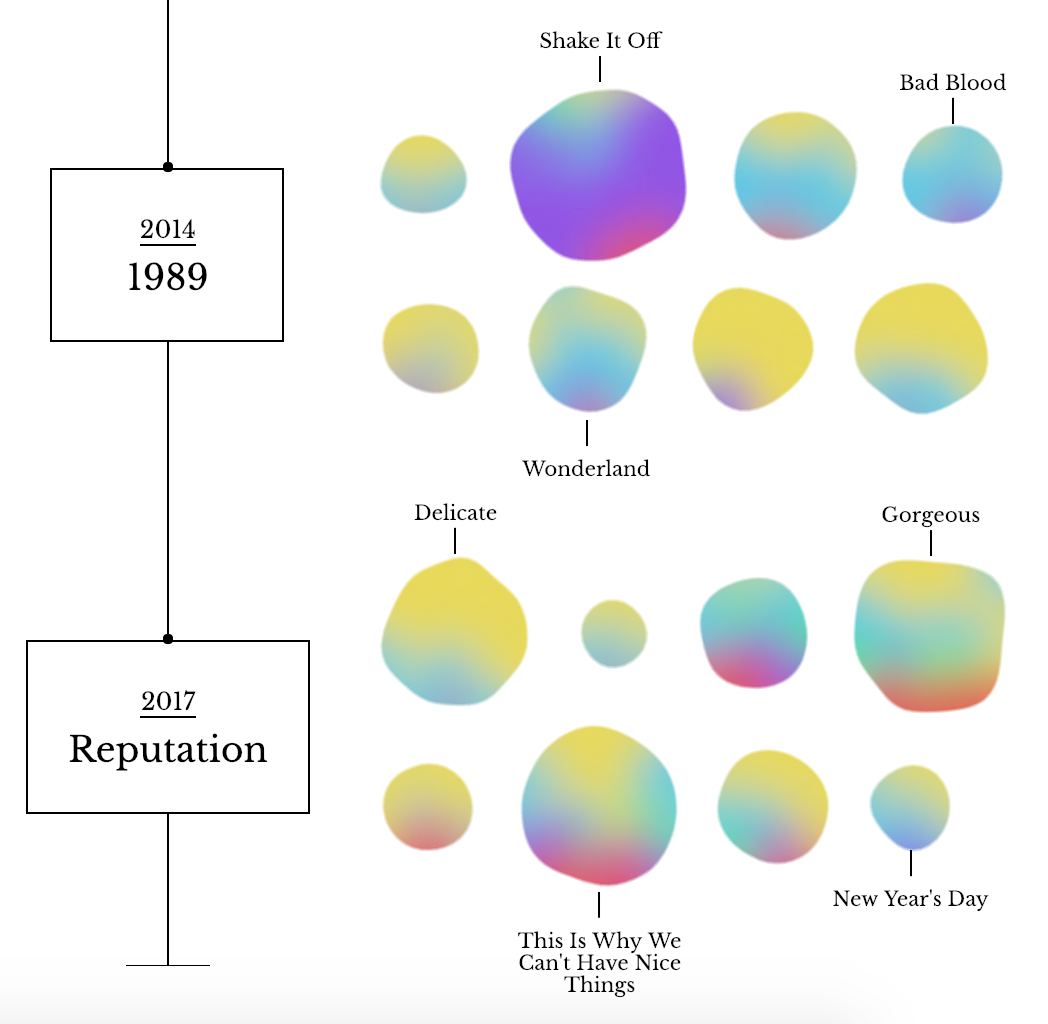 Shake It Off
Bad Blood
2014
1989
Wonderland
Delicate
Gorgeous
2017
Reputation
New Year's Day
This Is Why We
Can't Have Nice
Things